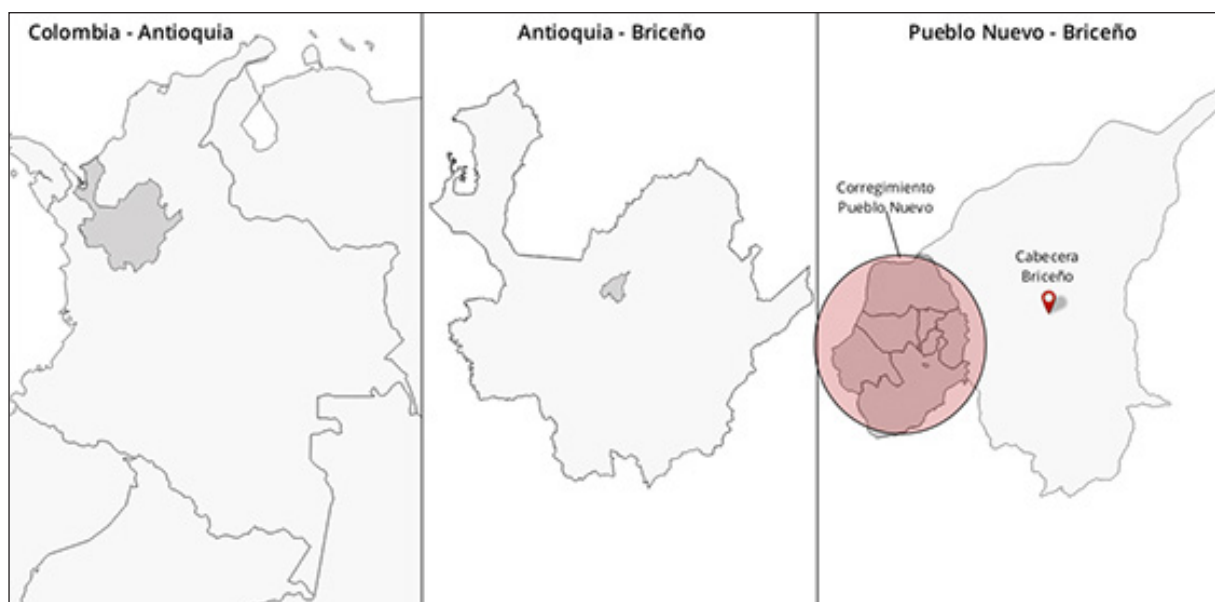 Colombia - Antioquia
Antioquia - Briceño
Pueblo Nuevo - Briceño
Corregimiento
Pueblo Nuevo
Cabecera
Briceño